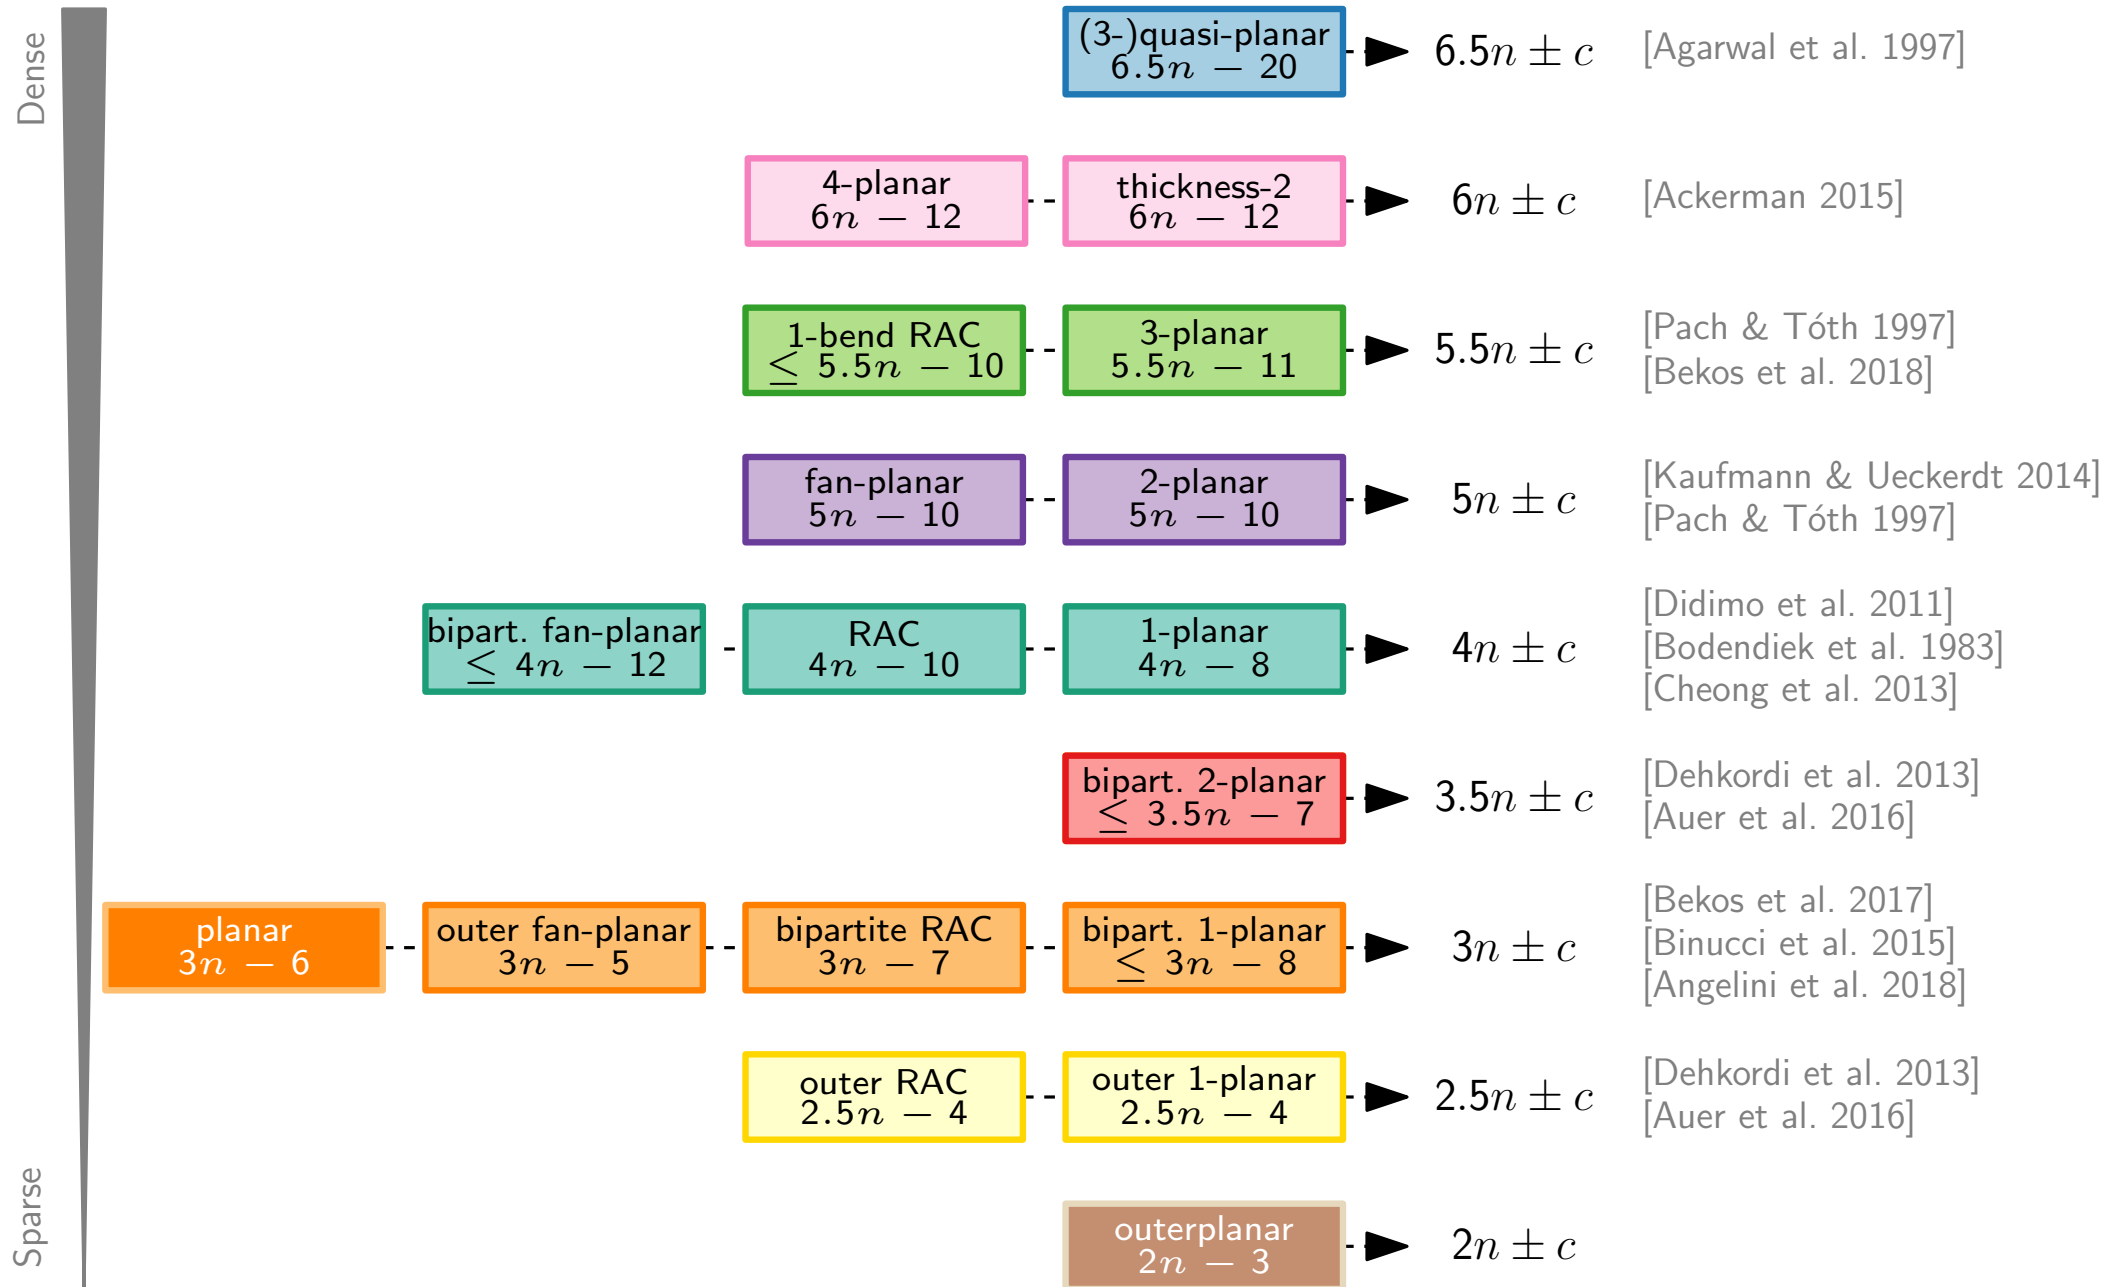 Dense
(3-)quasi-planar
6.5n − 20
6.5n ± c
[Agarwal et al. 1997]
4-planar
6n − 12
thickness-2
6n − 12
6n ± c
[Ackerman 2015]
1-bend RAC
≤ 5.5n − 10
3-planar
5.5n − 11
5.5n ± c
[Pach & Tóth 1997]
[Bekos et al. 2018]
fan-planar
5n − 10
2-planar
5n − 10
5n ± c
[Kaufmann & Ueckerdt 2014]
[Pach & Tóth 1997]
bipart. fan-planar
≤ 4n − 12
RAC
4n − 10
1-planar
4n − 8
4n ± c
[Didimo et al. 2011]
[Bodendiek et al. 1983]
[Cheong et al. 2013]
bipart. 2-planar
≤ 3.5n − 7
3.5n ± c
[Dehkordi et al. 2013]
[Auer et al. 2016]
planar
3n − 6
outer fan-planar
3n − 5
bipartite RAC
3n − 7
bipart. 1-planar
≤ 3n − 8
3n ± c
[Bekos et al. 2017]
[Binucci et al. 2015]
[Angelini et al. 2018]
outer RAC
2.5n − 4
outer 1-planar
2.5n − 4
2.5n ± c
[Dehkordi et al. 2013]
[Auer et al. 2016]
Sparse
outerplanar
2n − 3
2n ± c